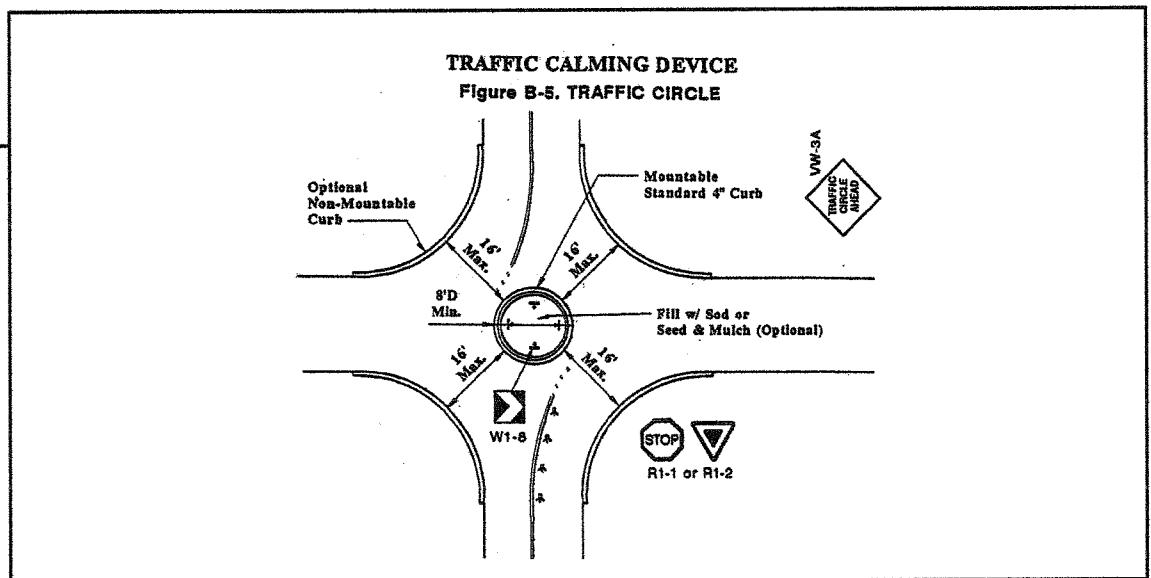 TRAFFIC CALMING DEVICE
Figure B-5. TRAFFIC CIRCLE
VW-3A
TRAFFIC
CIRCLE
AHEAD
Optional
Non-Mountable
Curb
Mountable
Standard 4" Curb
16'
Max.
16'
Max.
8'D
Min.
Fill w/ Sod or
Seed & Mulch (Optional)
16'
Max.
16'
Max.
W1-8
STOP
R1-1 or R1-2